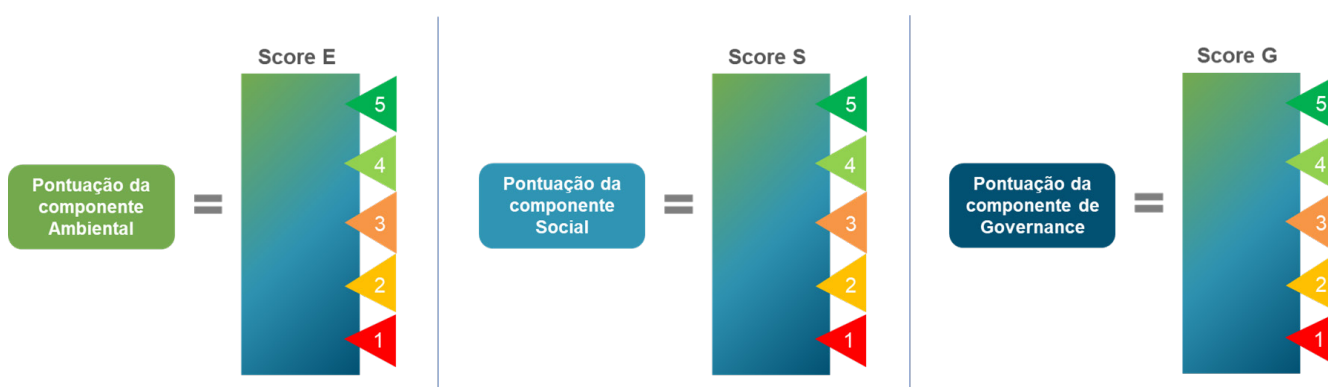 Score E
Pontuação da
componente
Ambiental
=
5
4
3
2
1
Score S
Pontuação da
componente
Social
=
5
4
3
2
1
Score G
Pontuação da
componente de
Governance
=
5
4
3
2
1